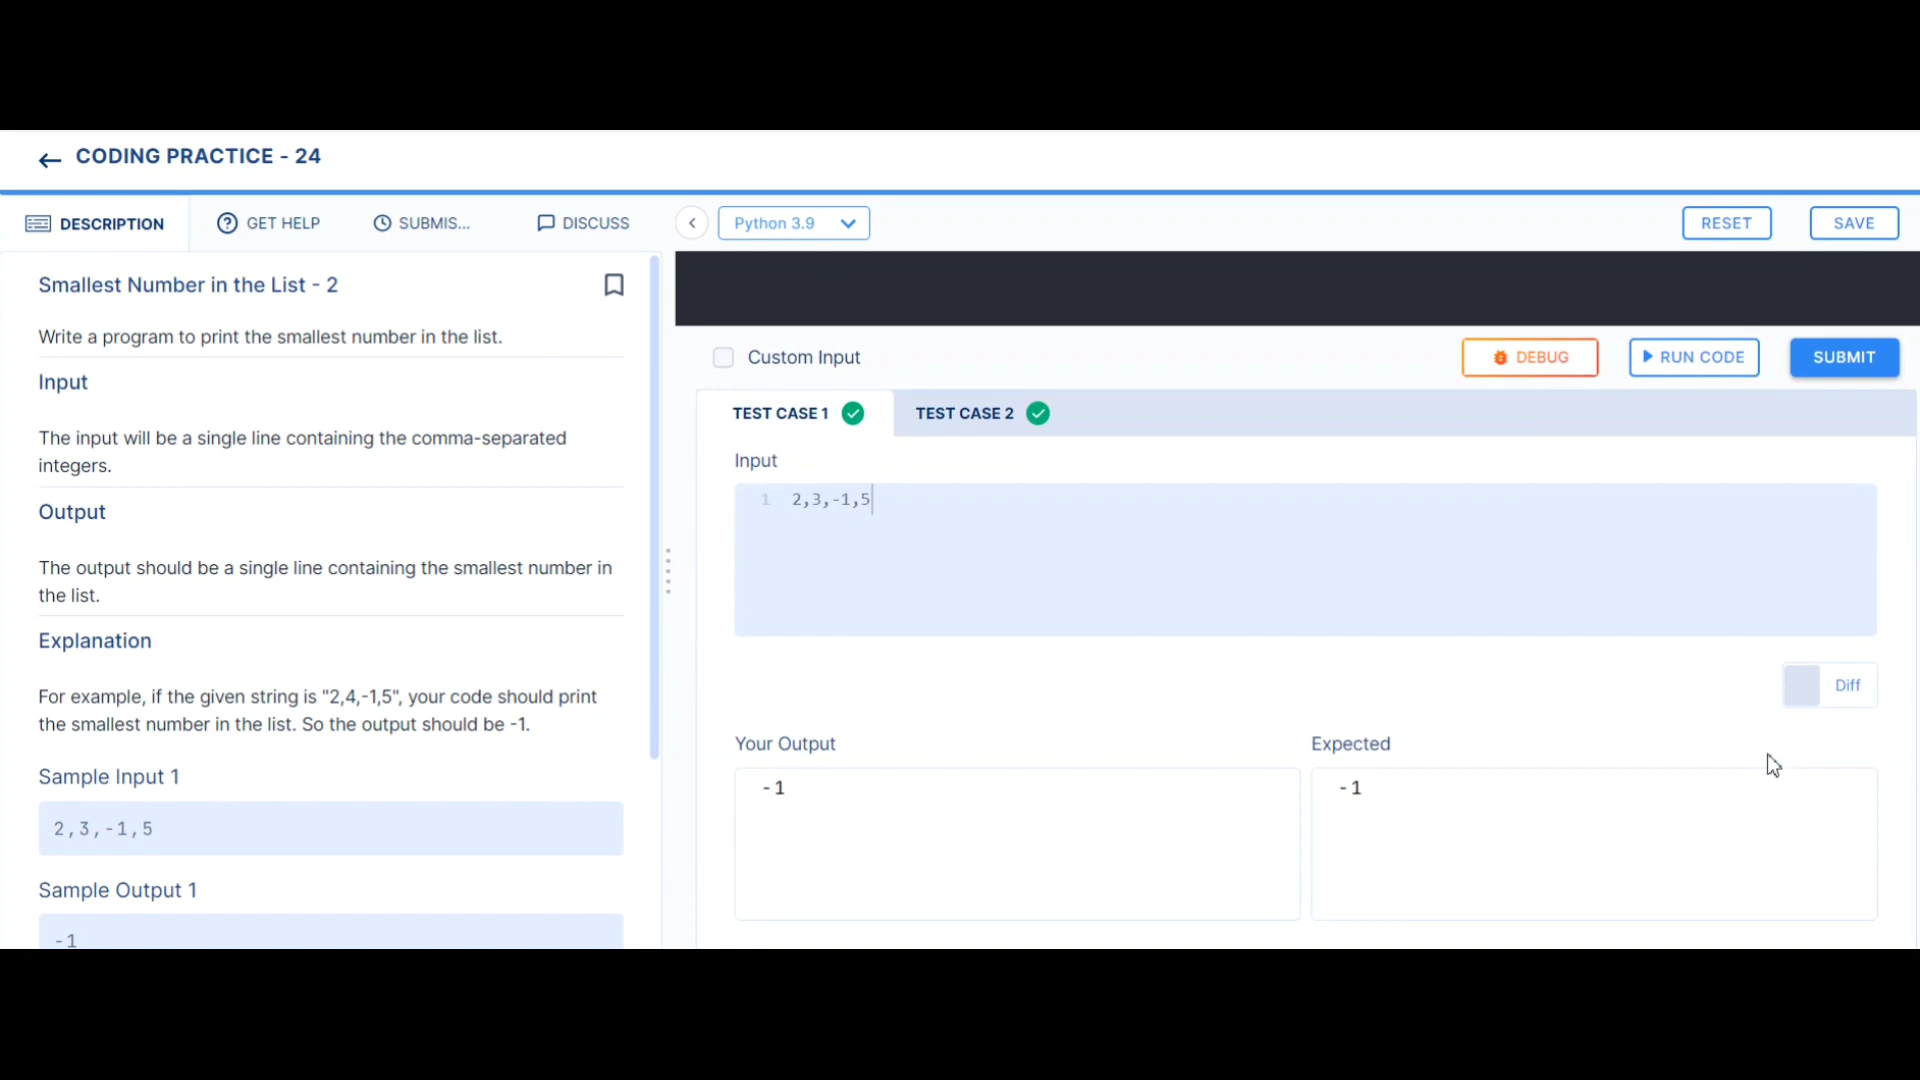 CODING PRACTICE - 24
DESCRIPTION
GET HELP
SUBMIS...
DISCUSS
Python 3.9
RESET
SAVE
Smallest Number in the List - 2
Write a program to print the smallest number in the list.
Input
The input will be a single line containing the comma-separated
integers.
Output
The output should be a single line containing the smallest number in
the list.
Explanation
For example, if the given string is "2,4,-1,5", your code should print
the smallest number in the list. So the output should be -1.
Sample Input 1
2,3,-1,5
Sample Output 1
-1
Custom Input
DEBUG
RUN CODE
SUBMIT
TEST CASE 1
TEST CASE 2
Input
1 2,3,-1,5
Diff
Your Output
Expected
-1
-1